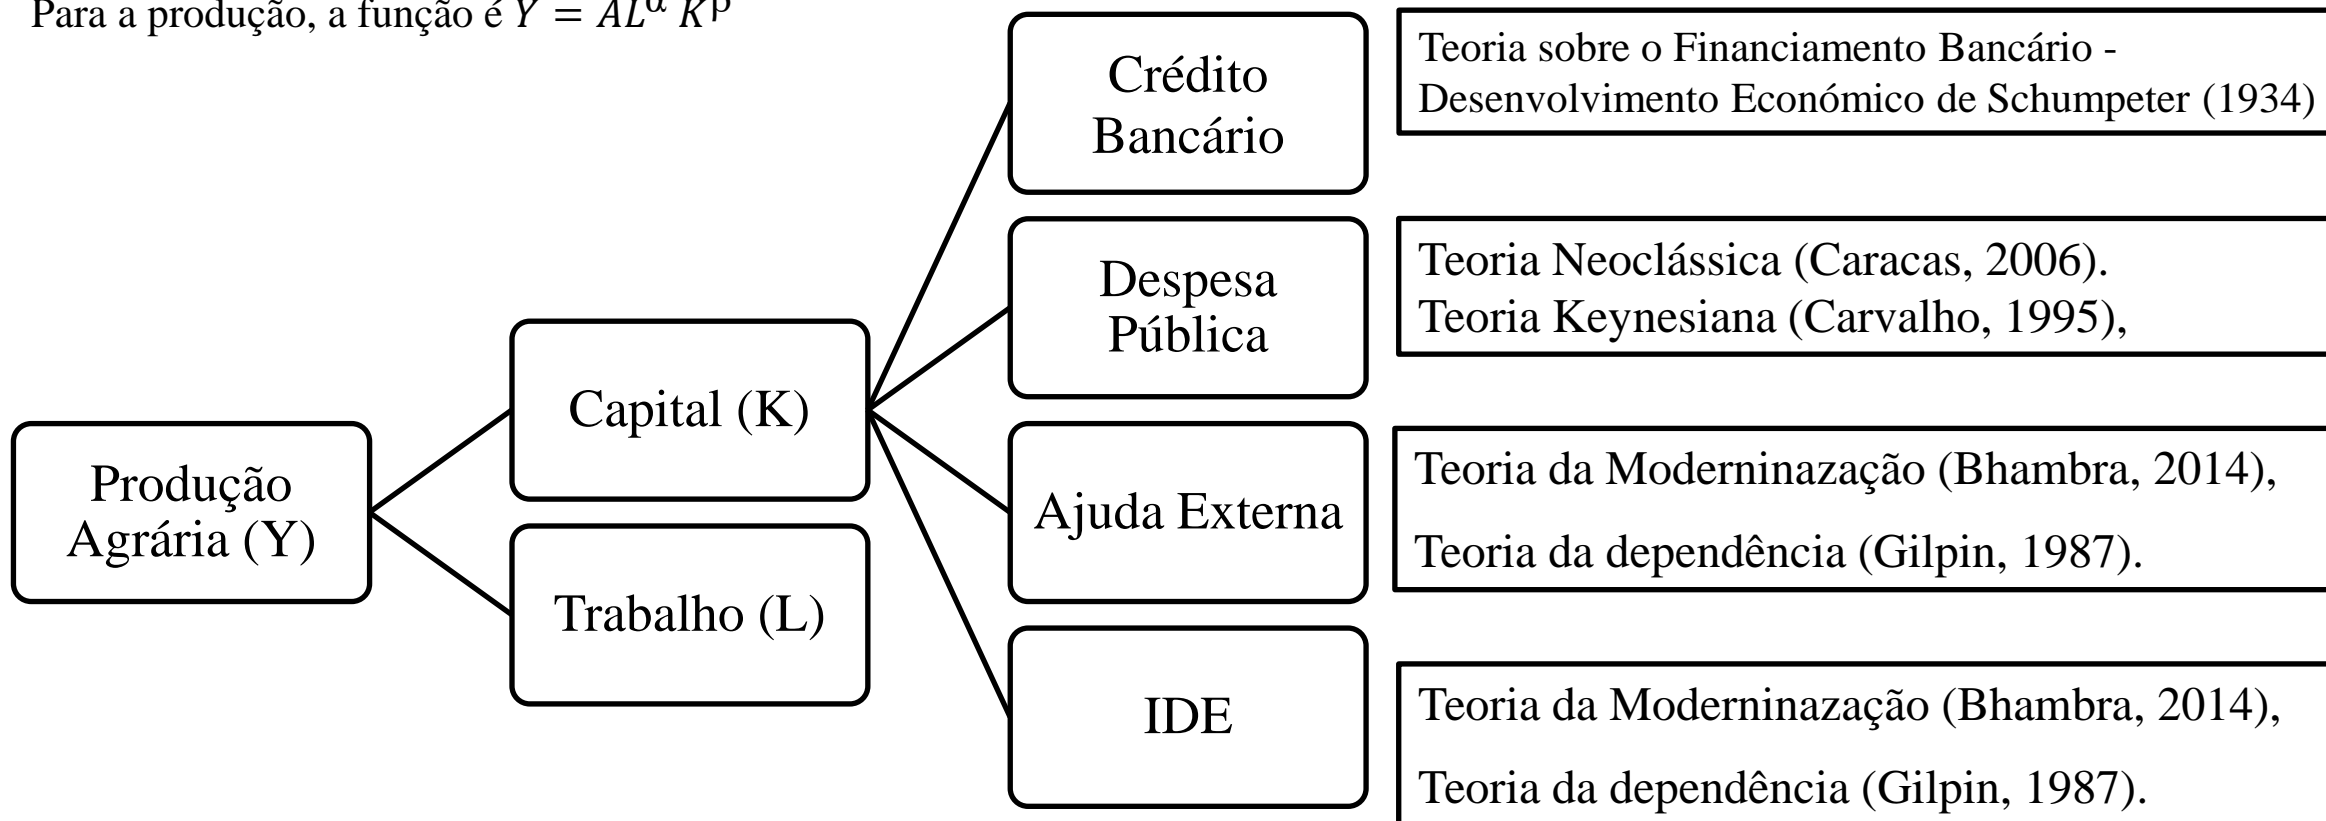 Para a produção, a função é Y = AL^α K^β
Crédito
Bancário
Teoria sobre o Financiamento Bancário -
Desenvolvimento Económico de Schumpeter (1934)
Despesa
Pública
Teoria Neoclássica (Caracas, 2006).
Teoria Keynesiana (Carvalho, 1995),
Capital (K)
Produção
Agrária (Y)
Ajuda Externa
Teoria da Moderninazação (Bhambra, 2014),
Teoria da dependência (Gilpin, 1987).
Trabalho (L)
IDE
Teoria da Moderninazação (Bhambra, 2014),
Teoria da dependência (Gilpin, 1987).